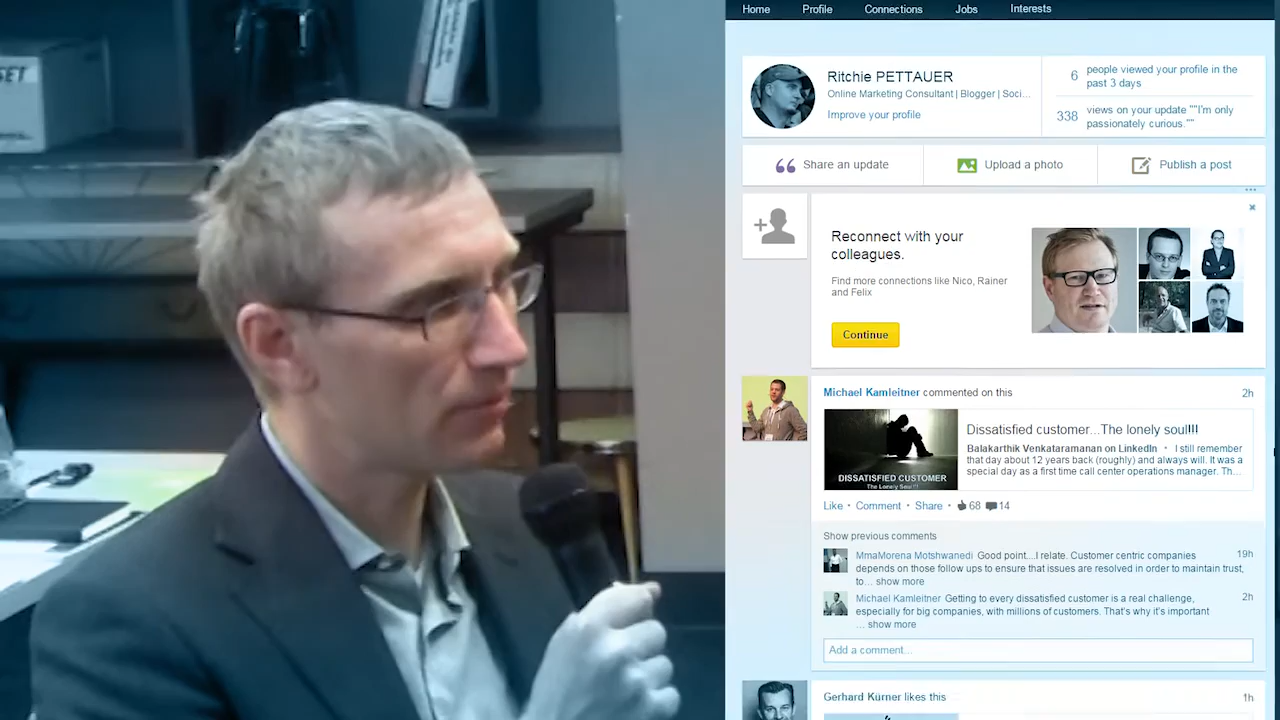 SET
Home Profile Connections Jobs Interests
Ritchie PETTAUER
Online Marketing Consultant | Blogger | Soci...
Improve your profile
6 people viewed your profile in the
past 3 days
338 views on your update ""I'm only
passionately curious.""
Share an update
Upload a photo
Publish a post
Reconnect with your
colleagues.
Find more connections like Nico, Rainer
and Felix
Continue
Michael Kamleitner commented on this 2h
DISSATISFIED CUSTOMER
The Lonely Soul!!!
Dissatisfied customer...The lonely soul!!!
Balakarthik Venkataramanan on LinkedIn • I still remember
that day about 12 years back (roughly) and always will. It was a
special day as a first time call center operations manager. Th...
Like • Comment • Share • 68 14
Show previous comments
MmaMorena Motshwanedi Good point....I relate. Customer centric companies 19h
depends on those follow ups to ensure that issues are resolved in order to maintain trust,
to... show more
Michael Kamleitner Getting to every dissatisfied customer is a real challenge, 2h
especially for big companies, with millions of customers. That's why it's important
... show more
Add a comment...
Gerhard Kürner likes this 1h